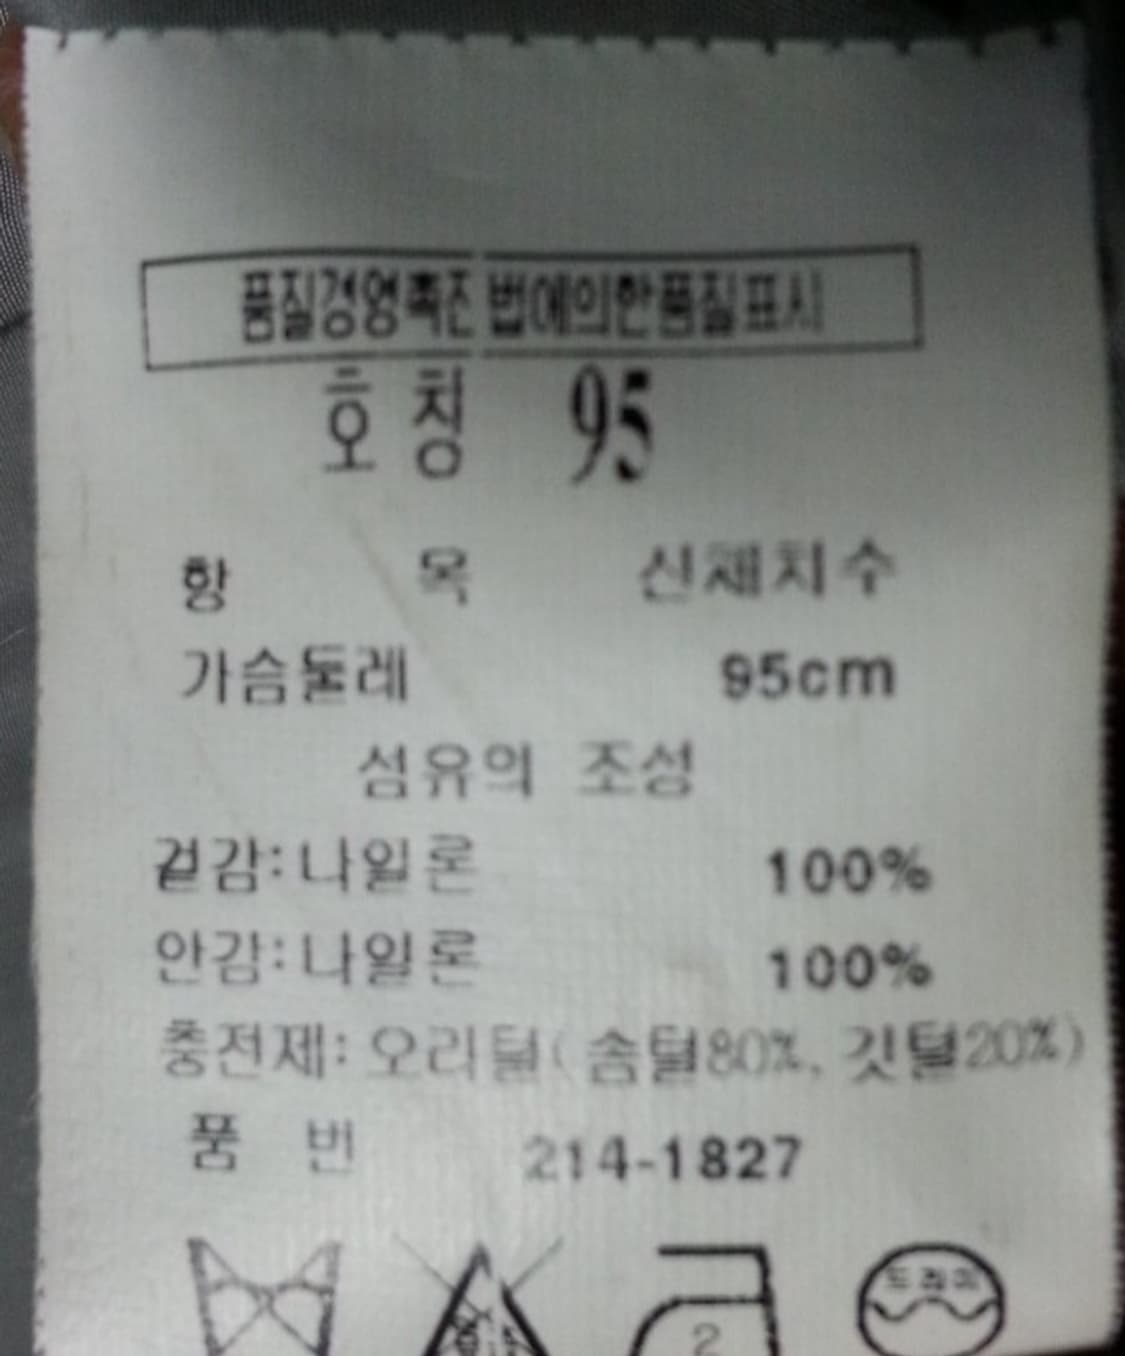 품질경영촉진 법에의한품질표시
호칭 95
항 목 신체치수
가슴둘레 95cm
섬유의 조성
겉감:나일론 100%
안감:나일론 100%
충전제:오리털(솜털80%, 깃털20%)
품 번 214-1827
드라이
2